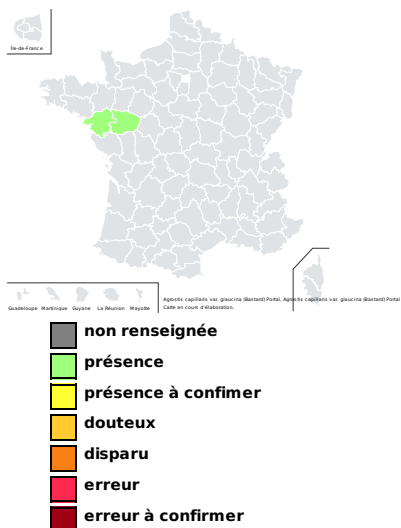 Île-de-France
Guadeloupe Martinique Guyane La Réunion Mayotte
Agrostis capillaris var. glaucina (Bastard) Portal, Agrostis capillaris var. glaucina (Bastard) Portal
Carte en cours d'élaboration.
non renseignée
présence
présence à confimer
douteux
disparu
erreur
erreur à confirmer